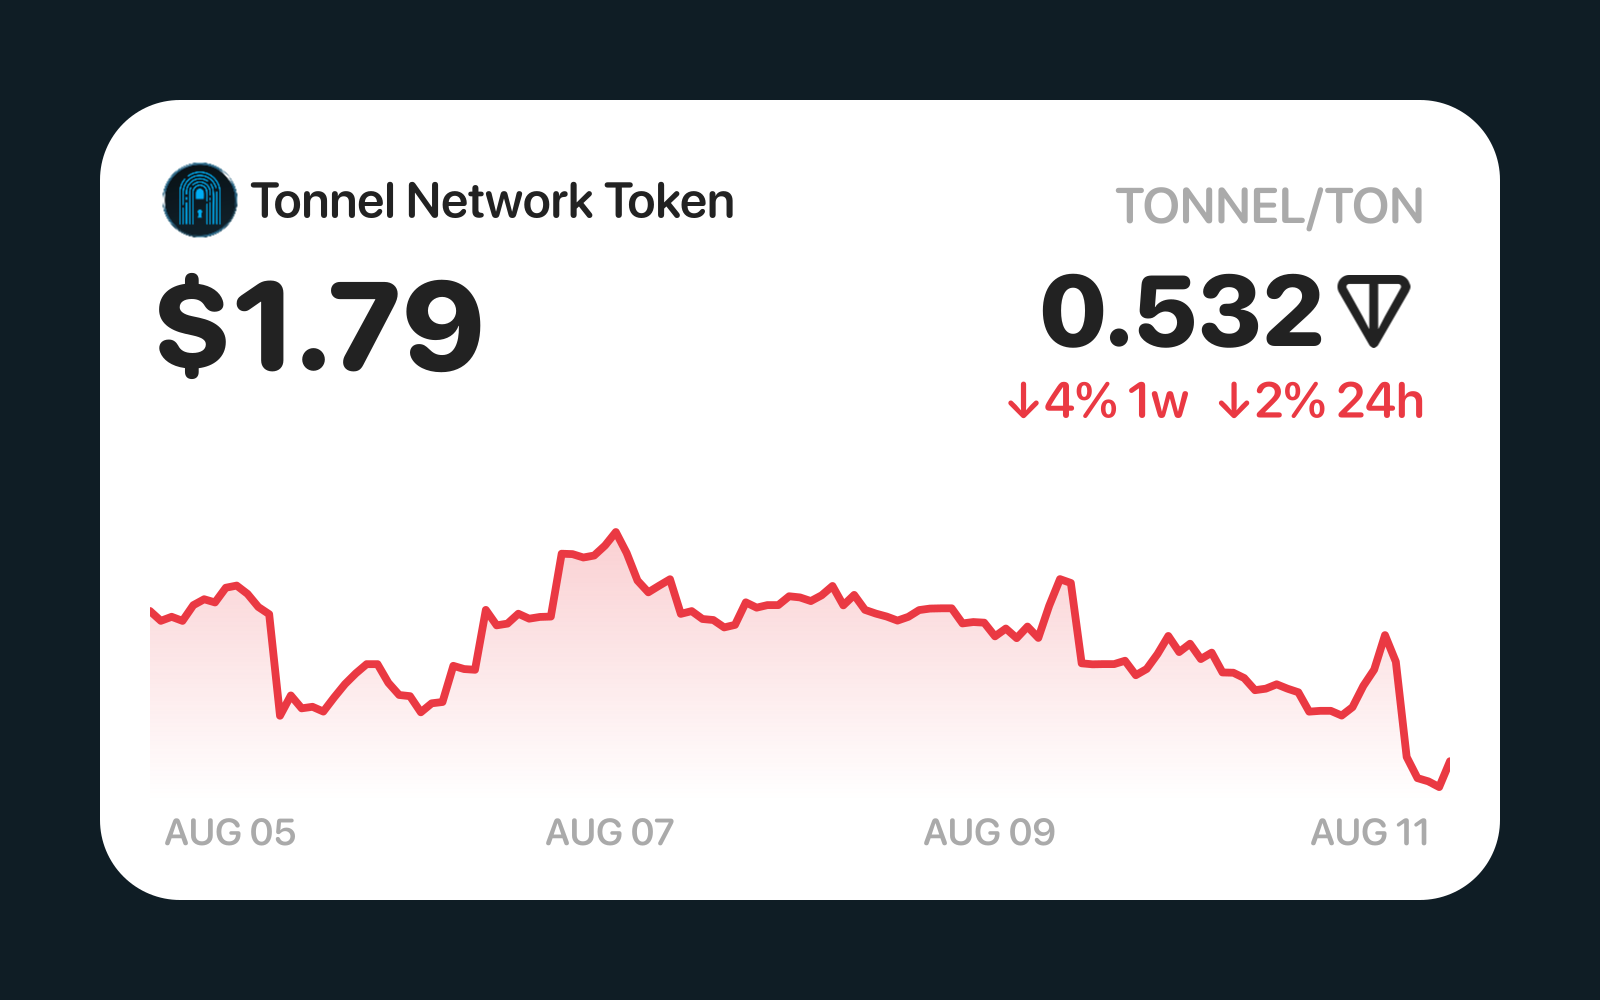 Tonnel Network Token
TONNEL/TON
$1.79
0.532
↓4% 1w ↓2% 24h
AUG 05
AUG 07
AUG 09
AUG 11